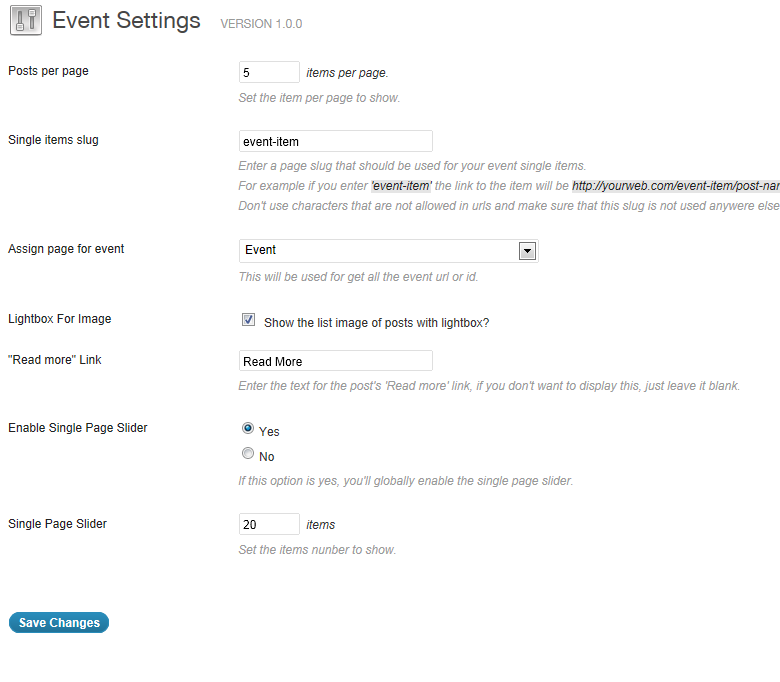 Event Settings VERSION 1.0.0
Posts per page
5 items per page.
Set the item per page to show.
Single items slug
event-item
Enter a page slug that should be used for your event single items.
For example if you enter 'event-item' the link to the item will be http://yourweb.com/event-item/post-nar
Don't use characters that are not allowed in urls and make sure that this slug is not used anywere else
Assign page for event
Event
This will be used for get all the event url or id.
Lightbox For Image
Show the list image of posts with lightbox?
"Read more" Link
Read More
Enter the text for the post's 'Read more' link, if you don't want to display this, just leave it blank.
Enable Single Page Slider
Yes
No
If this option is yes, you'll globally enable the single page slider.
Single Page Slider
20 items
Set the items nunber to show.
Save Changes